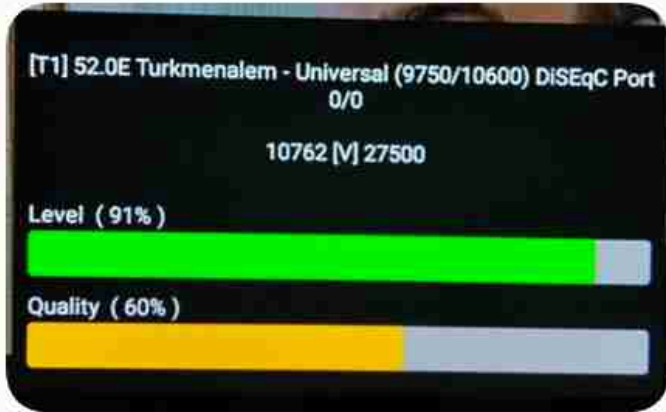 [T1] 52.0E Turkmenalem - Universal (9750/10600) DiSEqC Port
0/0
10762 [V] 27500
Level ( 91% )
Quality ( 60% )